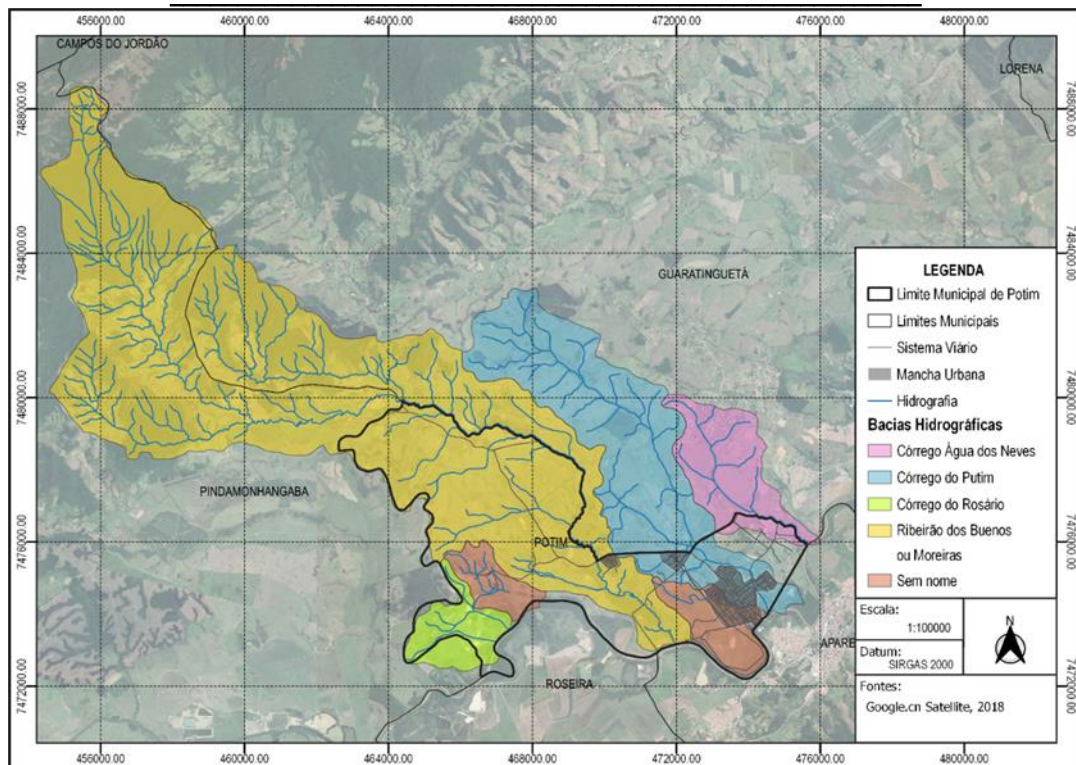 456000.00 460000.00 464000.00 468000.00 472000.00 476000.00 480000.00
CAMPOS DO JORDÃO
LORENA
7488000.00 7488000.00
7484000.00 7484000.00
GUARATINGUETÁ
LEGENDA
Limite Municipal de Potim
Limites Municipais
Sistema Viário
Mancha Urbana
Hidrografia
Bacias Hidrográficas
Córrego Água dos Neves
Córrego do Putim
Córrego do Rosário
Ribeirão dos Buenos
ou Moreiras
Sem nome
7480000.00 7480000.00
PINDAMONHANGABA
7476000.00 7476000.00
POTIM
APARE
ROSEIRA
7472000.00 7472000.00
Escala:
1:100000
N
Datum:
SIRGAS 2000
Fontes:
Google.cn Satellite, 2018
456000.00 460000.00 464000.00 468000.00 472000.00 476000.00 480000.00